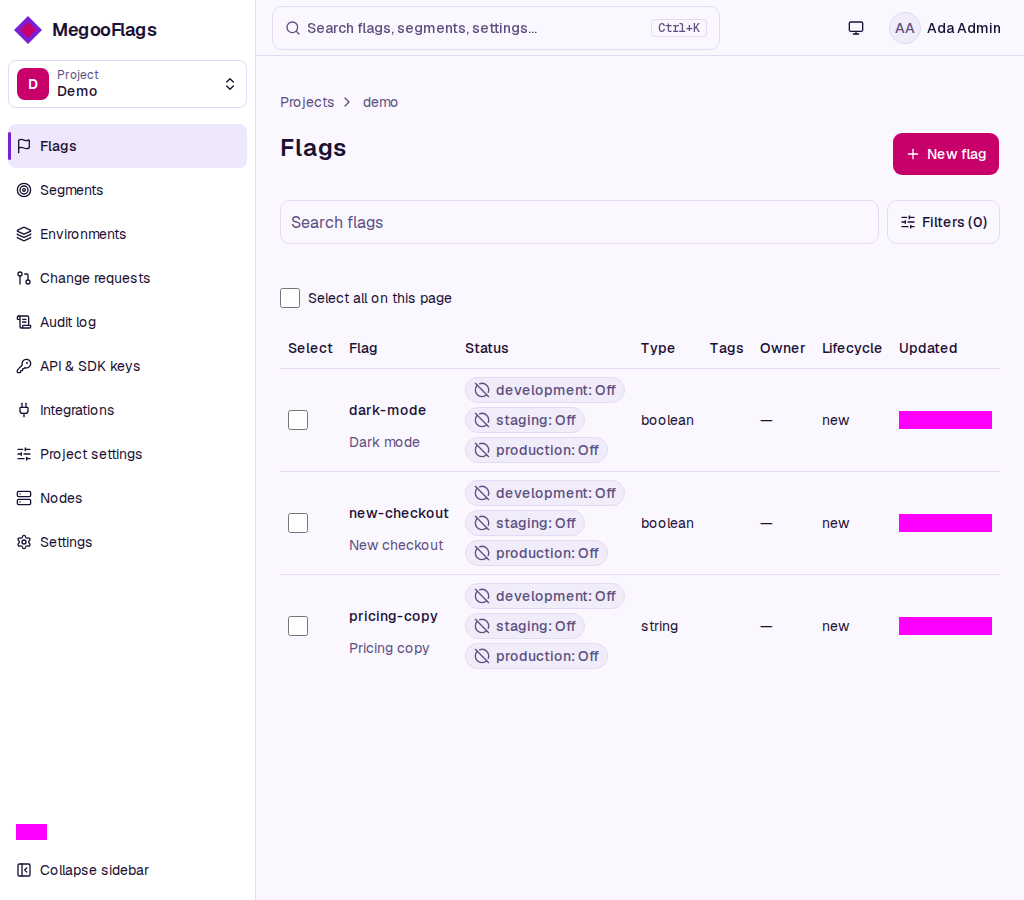 MegooFlags
Search flags, segments, settings...
Ctrl+K
AA
Ada Admin
D
Project
Demo
Flags
Segments
Environments
Change requests
Audit log
API & SDK keys
Integrations
Project settings
Nodes
Settings
Collapse sidebar
Projects
demo
Flags
New flag
Search flags
Filters (0)
Select all on this page
Select Flag Status Type Tags Owner Lifecycle Updated
dark-mode
Dark mode
development: Off
staging: Off
production: Off
boolean — new
new-checkout
New checkout
development: Off
staging: Off
production: Off
boolean — new
pricing-copy
Pricing copy
development: Off
staging: Off
production: Off
string — new